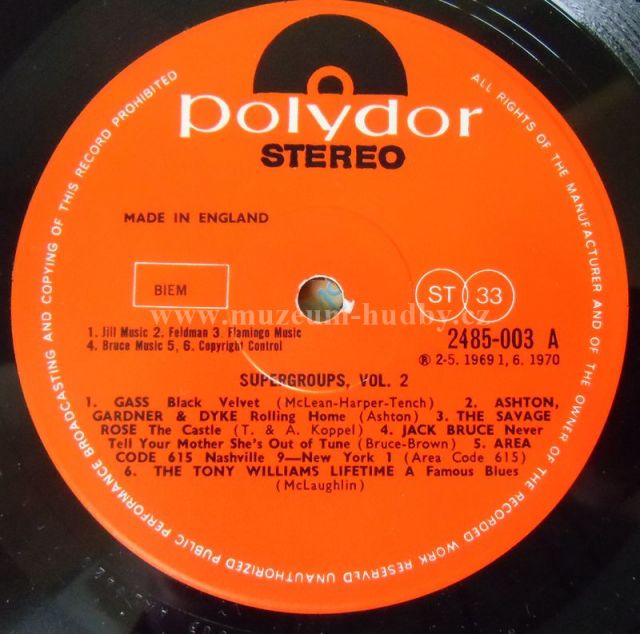 polydor
STEREO
MADE IN ENGLAND
BIEM
ST 33
www.muzeum-hudby.cz
1. Jill Music 2. Feldman 3. Flamingo Music
4. Bruce Music 5, 6. Copyright Control
2485-003 A
℗ 2-5. 1969 1, 6. 1970
SUPERGROUPS, VOL. 2
1. GASS Black Velvet (McLean-Harper-Tench) 2. ASHTON,
GARDNER & DYKE Rolling Home (Ashton) 3. THE SAVAGE
ROSE The Castle (T. & A. Koppel) 4. JACK BRUCE Never
Tell Your Mother She's Out of Tune (Bruce-Brown) 5. AREA
CODE 615 Nashville 9—New York 1 (Area Code 615)
6. THE TONY WILLIAMS LIFETIME A Famous Blues
(McLaughlin)
ALL RIGHTS OF THE MANUFACTURER AND OF THE OWNER OF THE RECORDED WORK RESERVED UNAUTHORIZED PUBLIC PERFORMANCE BROADCASTING AND COPYING OF THIS RECORD PROHIBITED